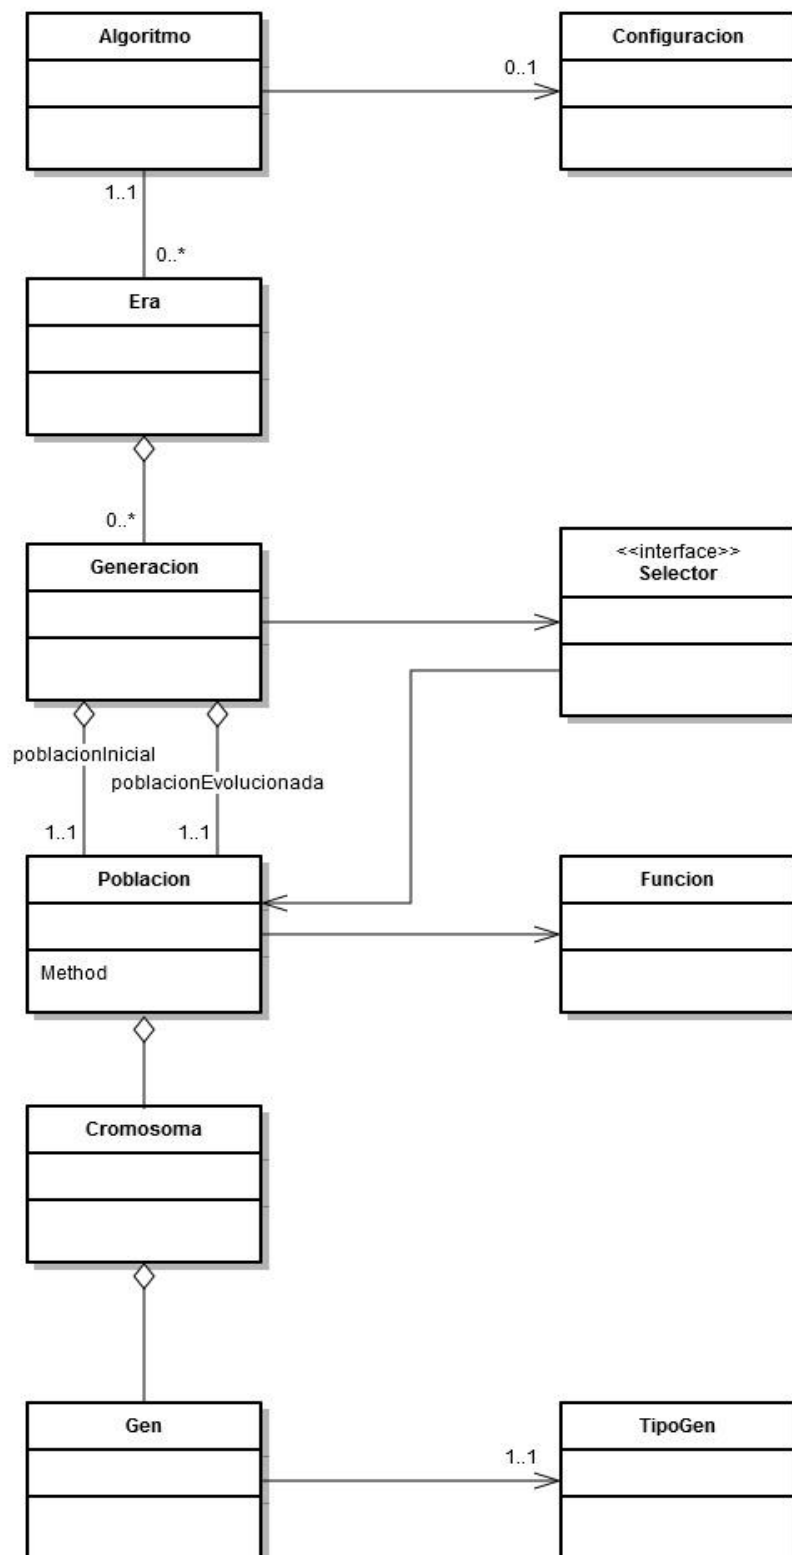 Algoritmo
Configuracion
0..1
1..1
0..*
Era
0..*
Generacion
<<interface>>
Selector
poblacionInicial
poblacionEvolucionada
1..1
1..1
Poblacion
Funcion
Method
Cromosoma
Gen
TipoGen
1..1